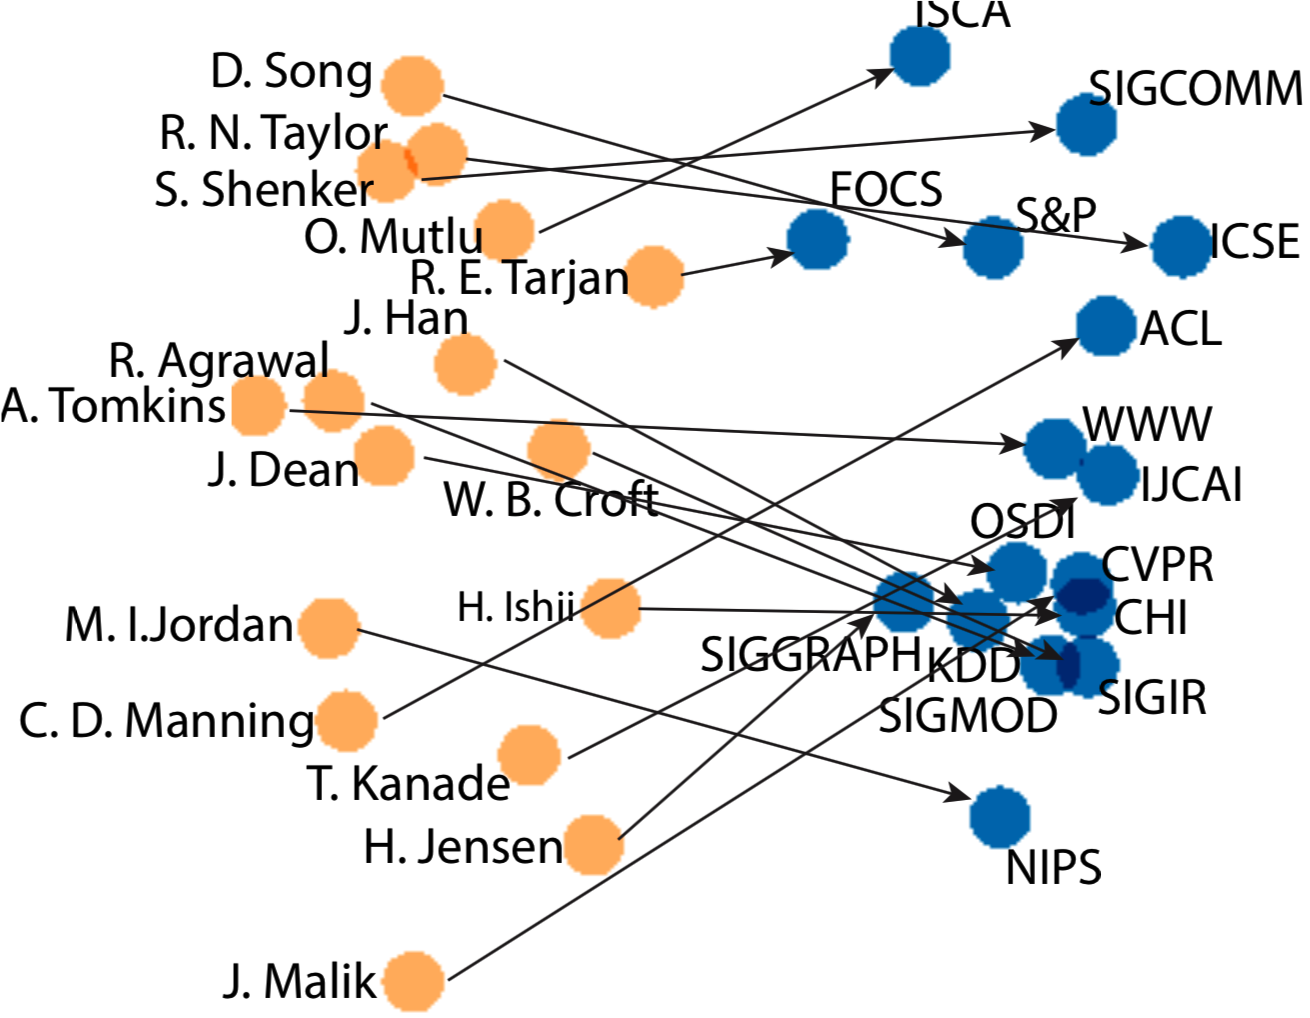 ISCA
D. Song
SIGCOMM
R. N. Taylor
S. Shenker
FOCS
S&P
O. Mutlu
ICSE
R. E. Tarjan
J. Han
ACL
R. Agrawal
A. Tomkins
WWW
J. Dean
IJCAI
W. B. Croft
OSDI
CVPR
H. Ishii
CHI
M. I.Jordan
SIGGRAPH
KDD
SIGIR
C. D. Manning
SIGMOD
T. Kanade
H. Jensen
NIPS
J. Malik